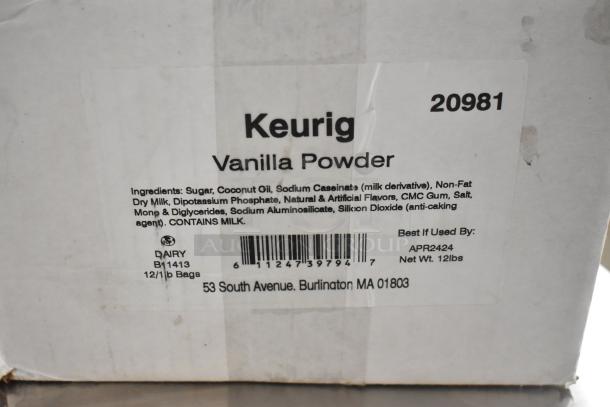 20981
Keurig
Vanilla Powder
Ingredients: Sugar, Coconut Oil, Sodium Caseinate (milk derivative), Non-Fat
Dry Milk, Dipotassium Phosphate, Natural & Artificial Flavors, CMC Gum, Salt,
Mono & Diglycerides, Sodium Aluminosilicate, Silicon Dioxide (anti-caking
agent). CONTAINS MILK.
DAIRY
B11413
12/1lb Bags
6 11247 39794 7
Best If Used By:
APR2424
Net Wt. 12lbs
53 South Avenue. Burlington MA 01803